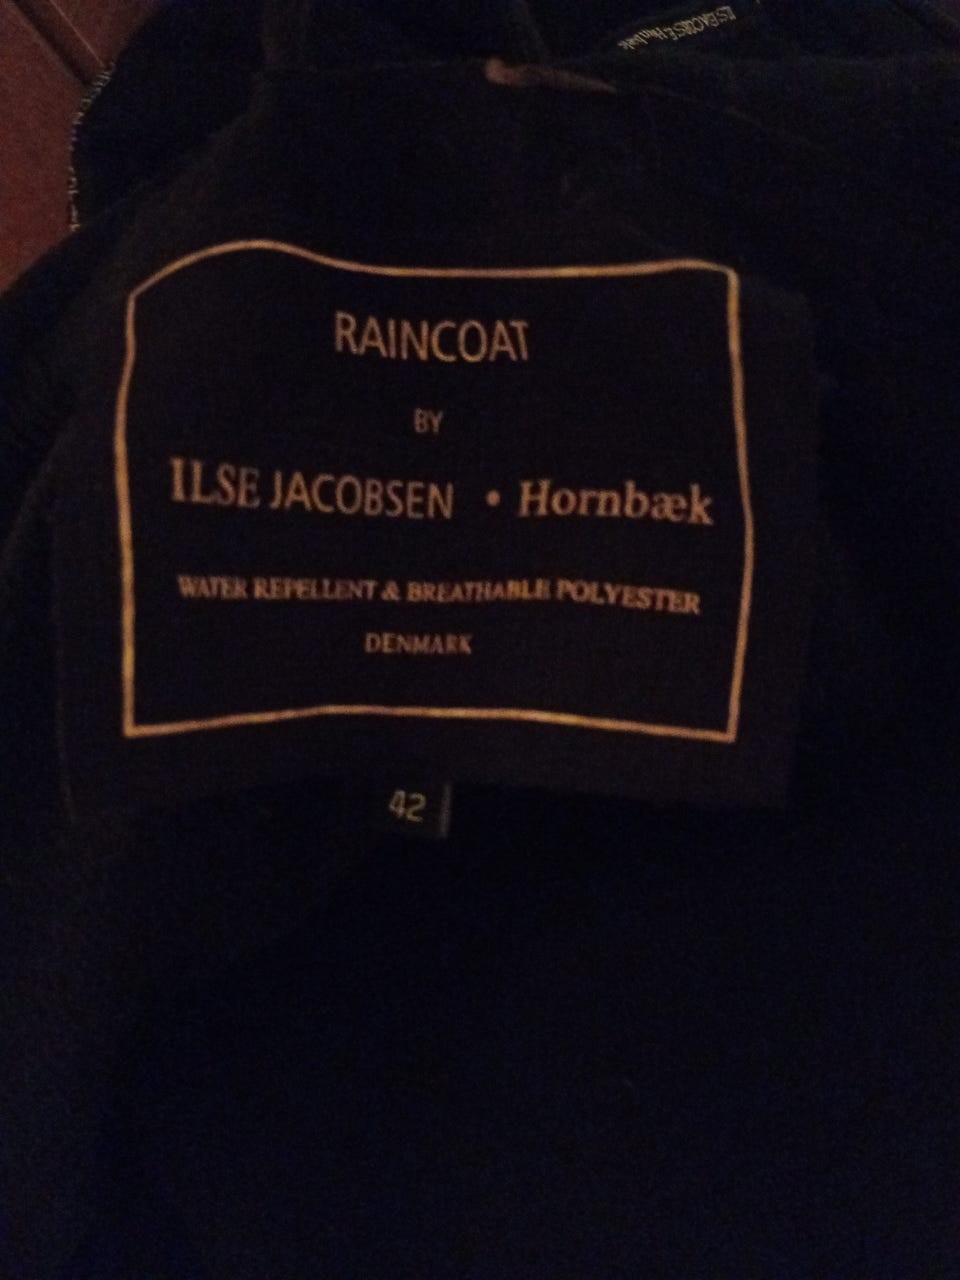 RAINCOAT
BY
ILSE JACOBSEN • Hornbæk
WATER REPELLENT & BREATHABLE POLYESTER
DENMARK
42